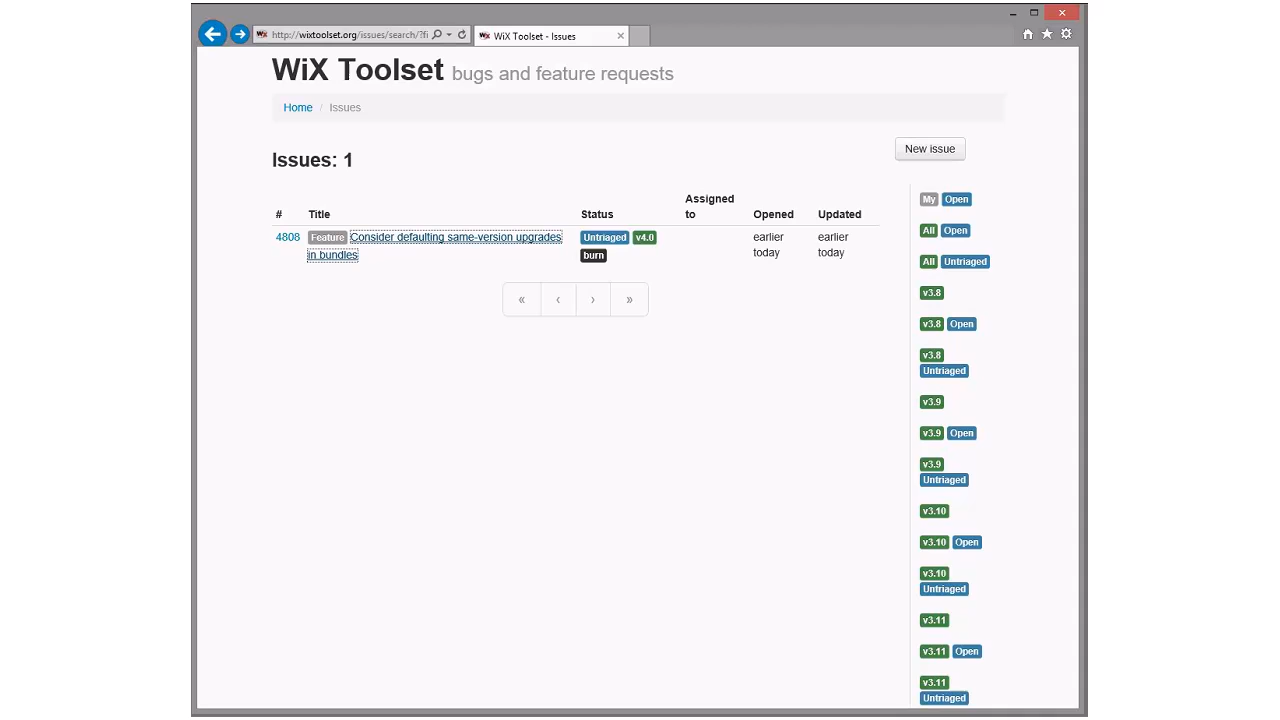 http://wixtoolset.org/issues/search/?fi
WiX Toolset - Issues
WiX Toolset bugs and feature requests
Home / Issues
Issues: 1
New issue
# Title Status Assigned to Opened Updated
4808 Feature Consider defaulting same-version upgrades Untriaged v4.0 earlier earlier
in bundles burn today today
« ‹ › »
My Open
All Open
All Untriaged
v3.8
v3.8 Open
v3.8
Untriaged
v3.9
v3.9 Open
v3.9
Untriaged
v3.10
v3.10 Open
v3.10
Untriaged
v3.11
v3.11 Open
v3.11
Untriaged